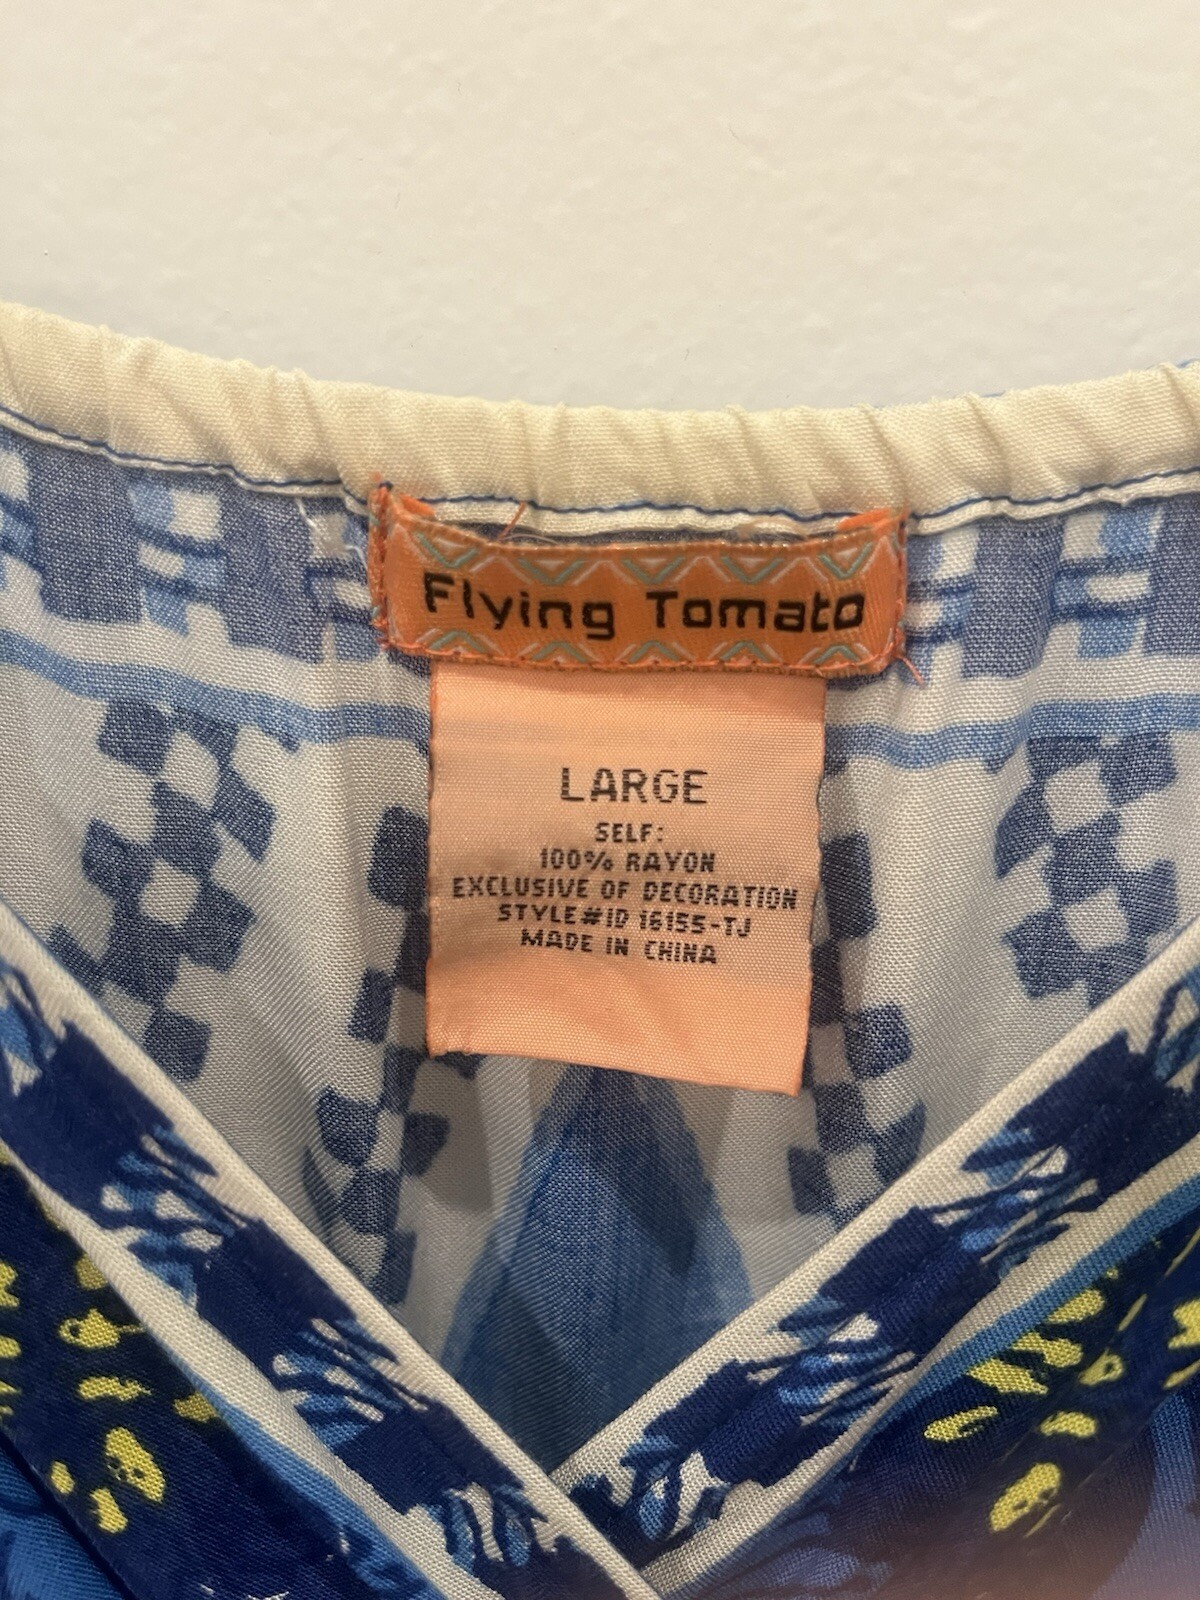 Flying Tomato
LARGE
SELF:
100% RAYON
EXCLUSIVE OF DECORATION
STYLE#ID 16155-TJ
MADE IN CHINA